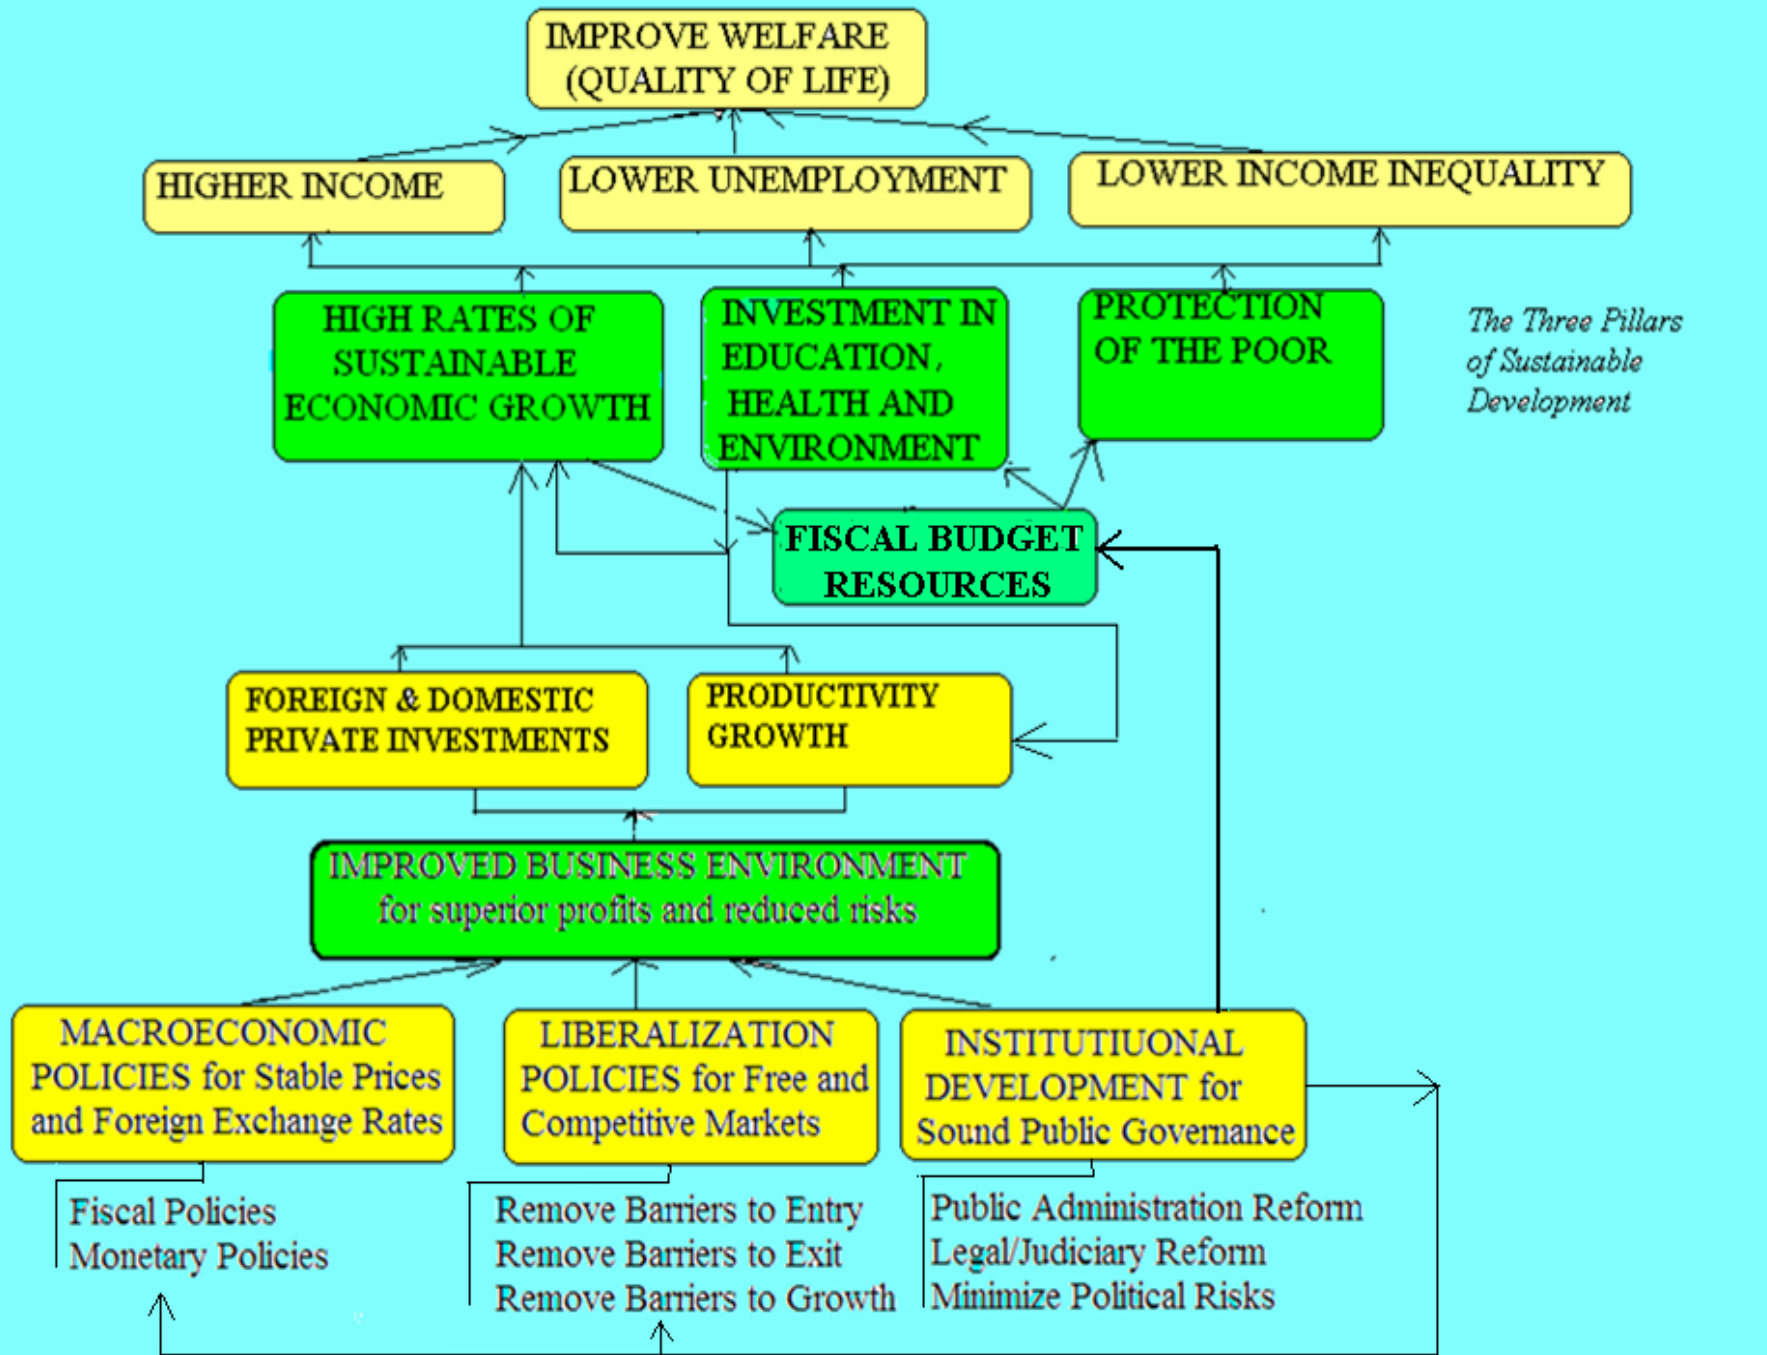 IMPROVE WELFARE
(QUALITY OF LIFE)
HIGHER INCOME
LOWER UNEMPLOYMENT
LOWER INCOME INEQUALITY
HIGH RATES OF
SUSTAINABLE
ECONOMIC GROWTH
INVESTMENT IN
EDUCATION,
HEALTH AND
ENVIRONMENT
PROTECTION
OF THE POOR
The Three Pillars
of Sustainable
Development
FISCAL BUDGET
RESOURCES
FOREIGN & DOMESTIC
PRIVATE INVESTMENTS
PRODUCTIVITY
GROWTH
IMPROVED BUSINESS ENVIRONMENT
for superior profits and reduced risks
MACROECONOMIC
POLICIES for Stable Prices
and Foreign Exchange Rates
LIBERALIZATION
POLICIES for Free and
Competitive Markets
INSTITUTIUONAL
DEVELOPMENT for
Sound Public Governance
Fiscal Policies
Monetary Policies
Remove Barriers to Entry
Remove Barriers to Exit
Remove Barriers to Growth
Public Administration Reform
Legal/Judiciary Reform
Minimize Political Risks